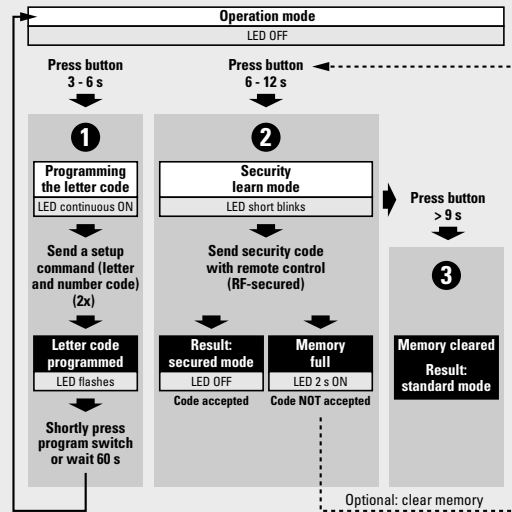 Operation mode
LED OFF
Press button
3 - 6 s
Press button
6 - 12 s
1
Programming
the letter code
LED continuous ON
Send a setup
command (letter
and number code)
(2x)
Letter code
programmed
LED flashes
Shortly press
program switch
or wait 60 s
2
Security
learn mode
LED short blinks
Send security code
with remote control
(RF-secured)
Result:
secured mode
LED OFF
Code accepted
Memory
full
LED 2 s ON
Code NOT accepted
Press button
> 9 s
3
Memory cleared
Result:
standard mode
Optional: clear memory